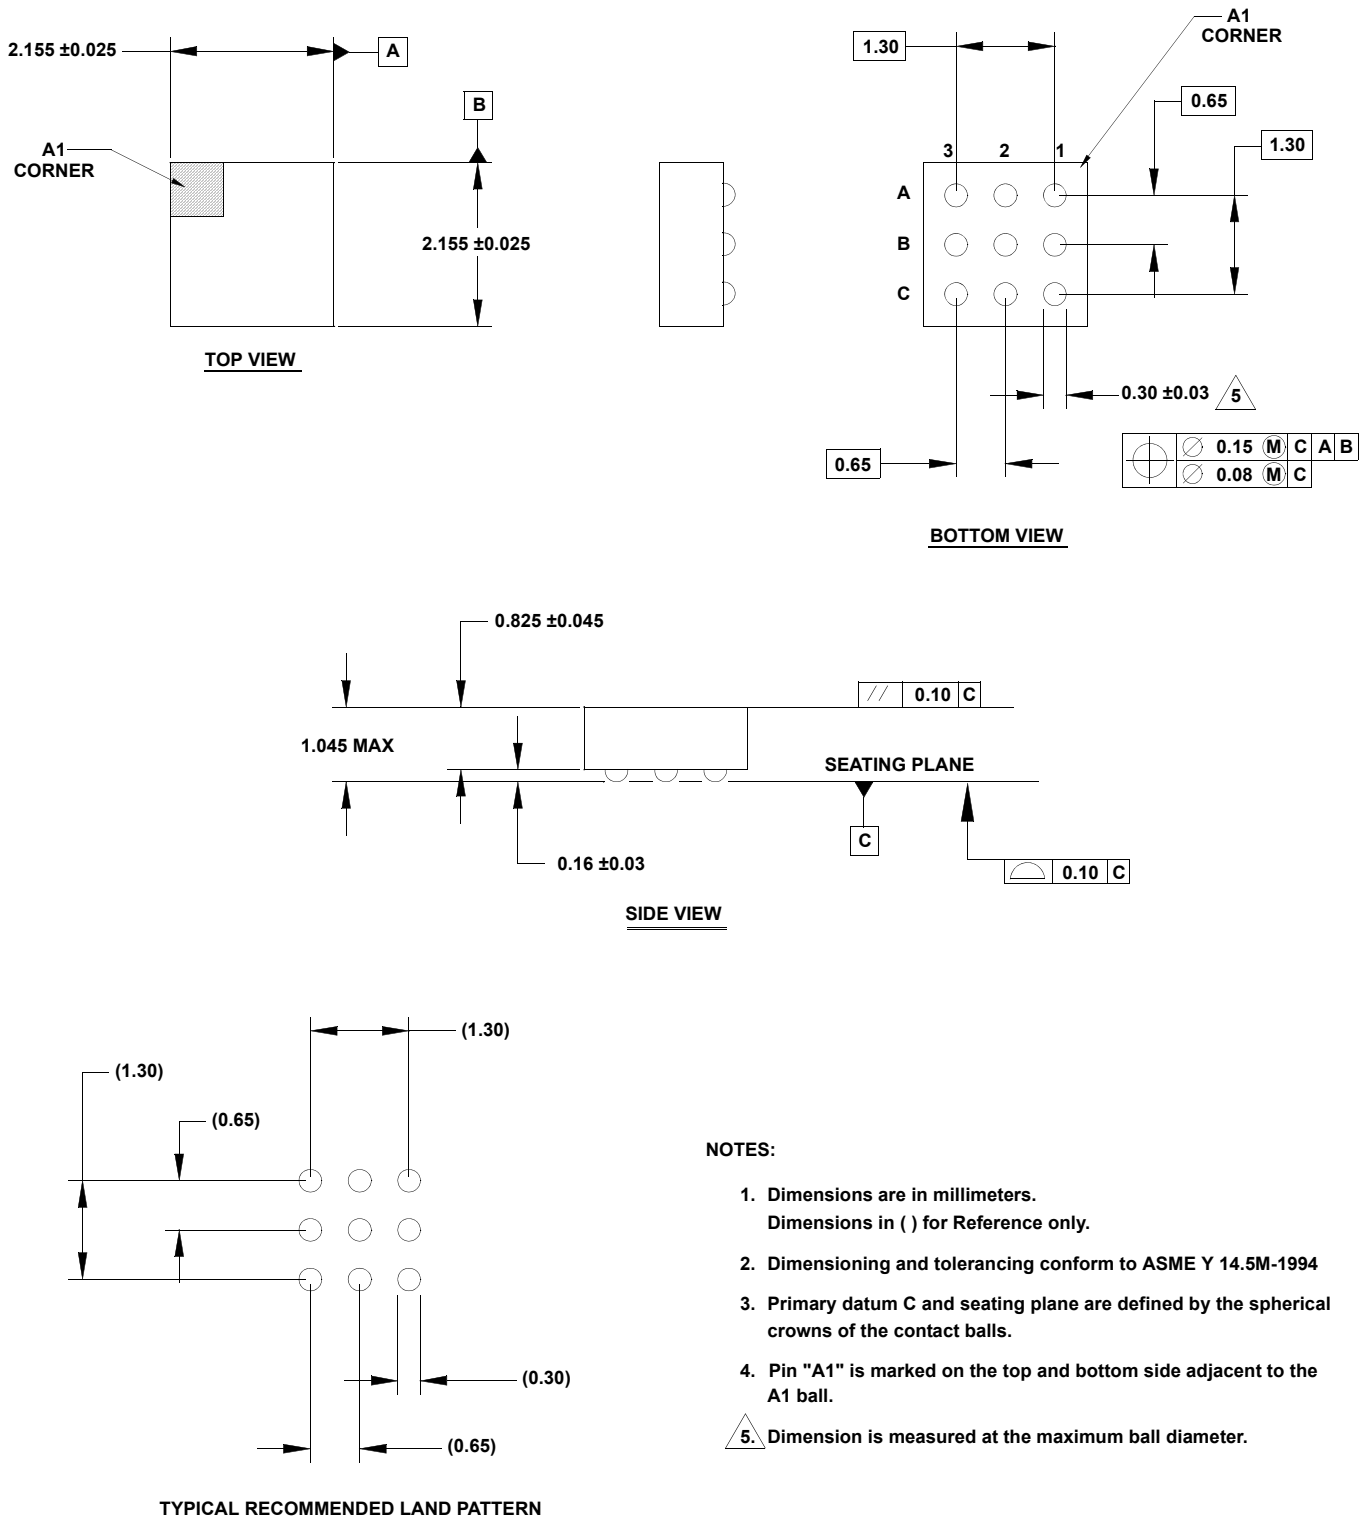 2.155 ±0.025
A
B
A1
CORNER
2.155 ±0.025
TOP VIEW
A1
CORNER
1.30
0.65
1.30
3 2 1
A
B
C
0.30 ±0.03 5
0.65
⌀ 0.15 Ⓜ C A B
⌀ 0.08 Ⓜ C
BOTTOM VIEW
0.825 ±0.045
// 0.10 C
1.045 MAX
SEATING PLANE
C
0.16 ±0.03
0.10 C
SIDE VIEW
(1.30)
(1.30)
(0.65)
(0.30)
(0.65)
TYPICAL RECOMMENDED LAND PATTERN
NOTES:
1. Dimensions are in millimeters.
Dimensions in ( ) for Reference only.
2. Dimensioning and tolerancing conform to ASME Y 14.5M-1994
3. Primary datum C and seating plane are defined by the spherical
crowns of the contact balls.
4. Pin "A1" is marked on the top and bottom side adjacent to the
A1 ball.
5. Dimension is measured at the maximum ball diameter.